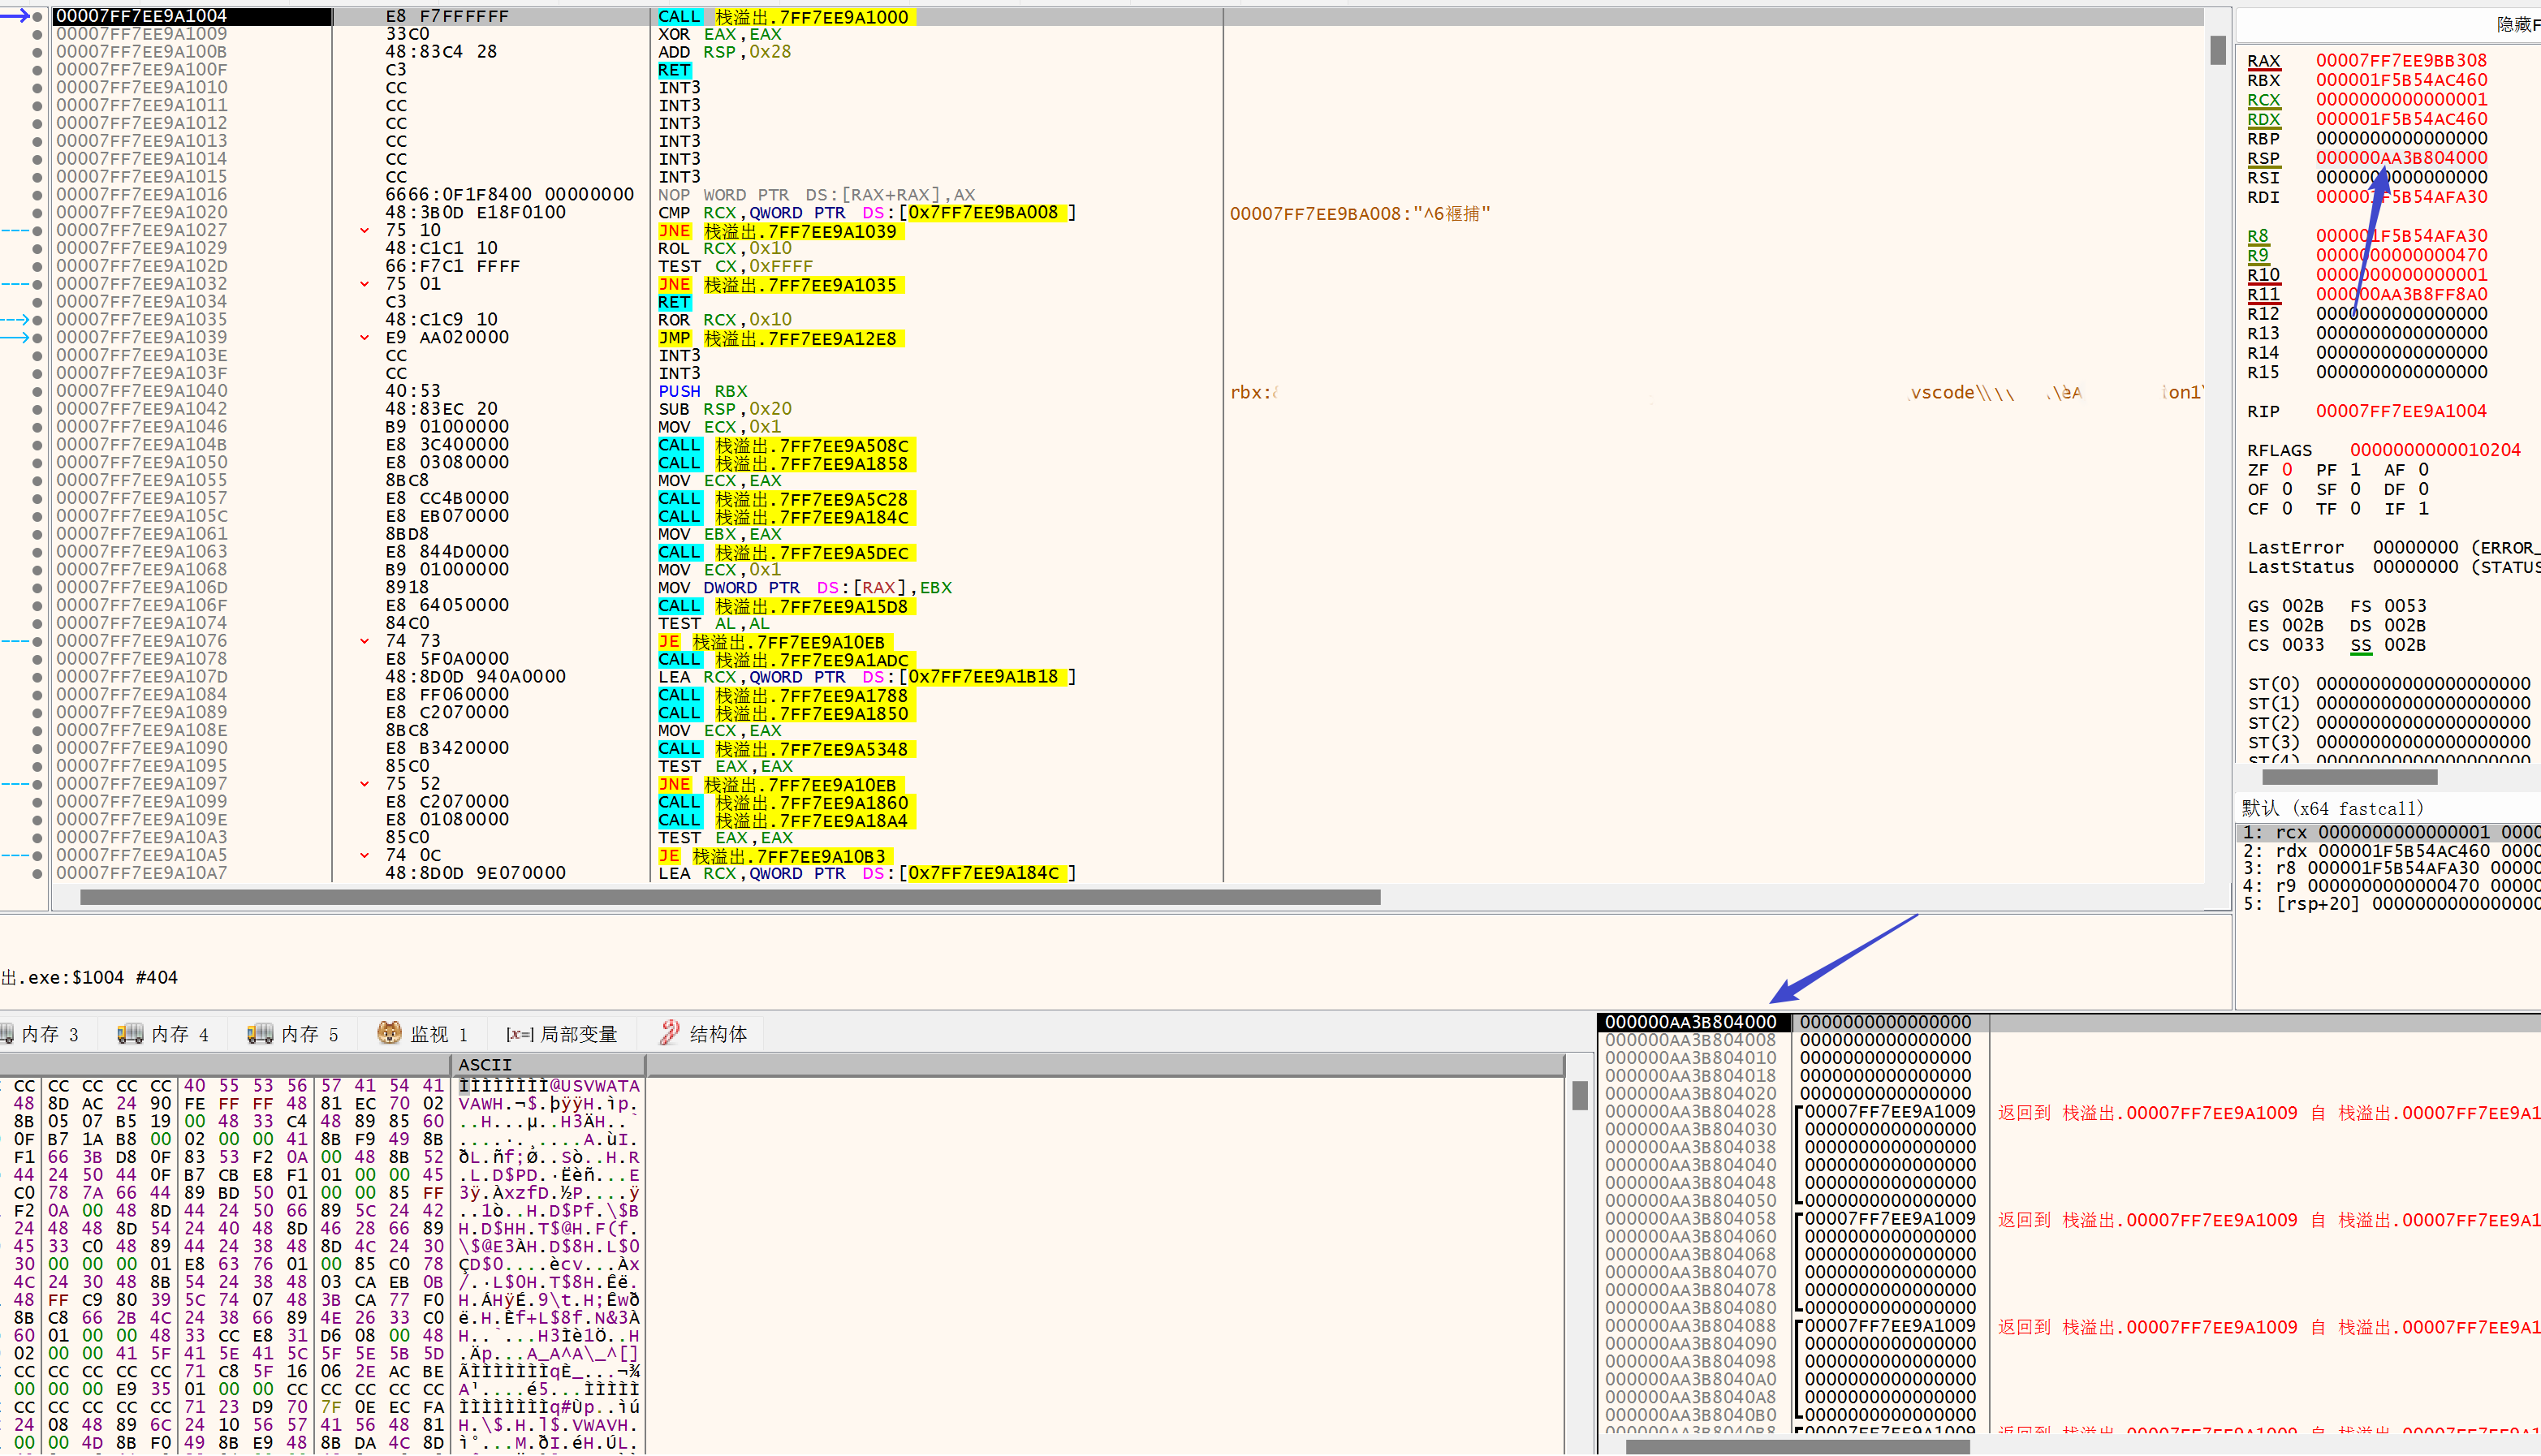 00007FF7EE9A1004 E8 F7FFFFFF CALL 栈溢出.7FF7EE9A1000
00007FF7EE9A1009 33C0 XOR EAX,EAX
00007FF7EE9A100B 48:83C4 28 ADD RSP,0x28
00007FF7EE9A100F C3 RET
00007FF7EE9A1010 CC INT3
00007FF7EE9A1011 CC INT3
00007FF7EE9A1012 CC INT3
00007FF7EE9A1013 CC INT3
00007FF7EE9A1014 CC INT3
00007FF7EE9A1015 CC INT3
00007FF7EE9A1016 6666:0F1F8400 00000000 NOP WORD PTR DS:[RAX+RAX],AX
00007FF7EE9A1020 48:3B0D E18F0100 CMP RCX,QWORD PTR DS:[0x7FF7EE9BA008] 00007FF7EE9BA008:"^6褗捕"
00007FF7EE9A1027 75 10 JNE 栈溢出.7FF7EE9A1039
00007FF7EE9A1029 48:C1C1 10 ROL RCX,0x10
00007FF7EE9A102D 66:F7C1 FFFF TEST CX,0xFFFF
00007FF7EE9A1032 75 01 JNE 栈溢出.7FF7EE9A1035
00007FF7EE9A1034 C3 RET
00007FF7EE9A1035 48:C1C9 10 ROR RCX,0x10
00007FF7EE9A1039 E9 AA020000 JMP 栈溢出.7FF7EE9A12E8
00007FF7EE9A103E CC INT3
00007FF7EE9A103F CC INT3
00007FF7EE9A1040 40:53 PUSH RBX rbx: vscode\\
00007FF7EE9A1042 48:83EC 20 SUB RSP,0x20
00007FF7EE9A1046 B9 01000000 MOV ECX,0x1
00007FF7EE9A104B E8 3C400000 CALL 栈溢出.7FF7EE9A508C
00007FF7EE9A1050 E8 03080000 CALL 栈溢出.7FF7EE9A1858
00007FF7EE9A1055 8BC8 MOV ECX,EAX
00007FF7EE9A1057 E8 CC4B0000 CALL 栈溢出.7FF7EE9A5C28
00007FF7EE9A105C E8 EB070000 CALL 栈溢出.7FF7EE9A184C
00007FF7EE9A1061 8BD8 MOV EBX,EAX
00007FF7EE9A1063 E8 844D0000 CALL 栈溢出.7FF7EE9A5DEC
00007FF7EE9A1068 B9 01000000 MOV ECX,0x1
00007FF7EE9A106D 8918 MOV DWORD PTR DS:[RAX],EBX
00007FF7EE9A106F E8 64050000 CALL 栈溢出.7FF7EE9A15D8
00007FF7EE9A1074 84C0 TEST AL,AL
00007FF7EE9A1076 74 73 JE 栈溢出.7FF7EE9A10EB
00007FF7EE9A1078 E8 5F0A0000 CALL 栈溢出.7FF7EE9A1ADC
00007FF7EE9A107D 48:8D0D 940A0000 LEA RCX,QWORD PTR DS:[0x7FF7EE9A1B18]
00007FF7EE9A1084 E8 FF060000 CALL 栈溢出.7FF7EE9A1788
00007FF7EE9A1089 E8 C2070000 CALL 栈溢出.7FF7EE9A1850
00007FF7EE9A108E 8BC8 MOV ECX,EAX
00007FF7EE9A1090 E8 B3420000 CALL 栈溢出.7FF7EE9A5348
00007FF7EE9A1095 85C0 TEST EAX,EAX
00007FF7EE9A1097 75 52 JNE 栈溢出.7FF7EE9A10EB
00007FF7EE9A1099 E8 C2070000 CALL 栈溢出.7FF7EE9A1860
00007FF7EE9A109E E8 01080000 CALL 栈溢出.7FF7EE9A18A4
00007FF7EE9A10A3 85C0 TEST EAX,EAX
00007FF7EE9A10A5 74 0C JE 栈溢出.7FF7EE9A10B3
00007FF7EE9A10A7 48:8D0D 9E070000 LEA RCX,QWORD PTR DS:[0x7FF7EE9A184C]
隐藏F
RAX 00007FF7EE9BB308
RBX 000001F5B54AC460
RCX 0000000000000001
RDX 000001F5B54AC460
RBP 0000000000000000
RSP 000000AA3B804000
RSI 0000000000000000
RDI 000001F5B54AFA30
R8 000001F5B54AFA30
R9 0000000000000470
R10 0000000000000001
R11 000000AA3B8FF8A0
R12 0000000000000000
R13 0000000000000000
R14 0000000000000000
R15 0000000000000000
RIP 00007FF7EE9A1004
RFLAGS 0000000000010204
ZF 0 PF 1 AF 0
OF 0 SF 0 DF 0
CF 0 TF 0 IF 1
LastError 00000000 (ERROR_
LastStatus 00000000 (STATUS
GS 002B FS 0053
ES 002B DS 002B
CS 0033 SS 002B
ST(0) 00000000000000000000
ST(1) 00000000000000000000
ST(2) 00000000000000000000
ST(3) 00000000000000000000
ST(4) 00000000000000000000
默认 (x64 fastcall)
1: rcx 0000000000000001 0000
2: rdx 000001F5B54AC460 0000
3: r8 000001F5B54AFA30 00000
4: r9 0000000000000470 00000
5: [rsp+20] 0000000000000000
出.exe:$1004 #404
内存 3 内存 4 内存 5 监视 1 [x=] 局部变量 结构体
ASCII
CC CC CC CC CC 40 55 53 56 57 41 54 41 ÌÌÌÌÌÌÌÌ@USVWATA
48 8D AC 24 90 FE FF FF 48 81 EC 70 02 VAWH.¬$.þÿÿH.ìp.
8B 05 07 B5 19 00 48 33 C4 48 89 85 60 ..H...µ..H3ÄH..`
0F B7 1A B8 00 02 00 00 41 8B F9 49 8B .....·.¸....A.ùI.
F1 66 3B D8 0F 83 53 F2 0A 00 48 8B 52 ðL.ñf;Ø..Sò..H.R
44 24 50 44 0F B7 CB E8 F1 01 00 00 45 .L.D$PD.·Ëèñ...E
C0 78 7A 66 44 89 BD 50 01 00 00 85 FF 3ÿ.ÀxzfD.½P....ÿ
F2 0A 00 48 8D 44 24 50 66 89 5C 24 42 ..1ò..H.D$Pf.\$B
24 48 48 8D 54 24 40 48 8D 46 28 66 89 H.D$HH.T$@H.F(f.
45 33 C0 48 89 44 24 38 48 8D 4C 24 30 \$@E3ÀH.D$8H.L$0
30 00 00 00 01 E8 63 76 01 00 85 C0 78 ÇD$0....ècv...Àx
4C 24 30 48 8B 54 24 38 48 03 CA EB 0B /..L$0H.T$8H.Êë.
48 FF C9 80 39 5C 74 07 48 3B CA 77 F0 H.ÁHÿÉ.9\t.H;Êwð
8B C8 66 2B 4C 24 38 66 89 4E 26 33 C0 ë.H.Èf+L$8f.N&3À
60 01 00 00 48 33 CC E8 31 D6 08 00 48 H..`...H3Ìè1Ö..H
02 00 00 41 5F 41 5E 41 5C 5F 5E 5B 5D .Äp...A_A^A\_^[]
CC CC CC CC CC 71 C8 5F 16 06 2E AC BE ÃÌÌÌÌÌÌÌqÈ_...¬¾
00 00 00 E9 35 01 00 00 CC CC CC CC CC A¹....é5...ÌÌÌÌÌ
CC CC CC CC CC 71 23 D9 70 7F 0E EC FA ÌÌÌÌÌÌÌÌq#Ùp..ìú
24 08 48 89 6C 24 10 56 57 41 56 48 81 H.\$.H.l$.VWAVH.
00 00 4D 8B F0 49 8B E9 48 8B DA 4C 8D ì°...M.ðI.éH.ÚL.
000000AA3B804000 0000000000000000
000000AA3B804008 0000000000000000
000000AA3B804010 0000000000000000
000000AA3B804018 0000000000000000
000000AA3B804020 0000000000000000
000000AA3B804028 00007FF7EE9A1009 返回到 栈溢出.00007FF7EE9A1009 自 栈溢出.00007FF7EE9A1
000000AA3B804030 0000000000000000
000000AA3B804038 0000000000000000
000000AA3B804040 0000000000000000
000000AA3B804048 0000000000000000
000000AA3B804050 0000000000000000
000000AA3B804058 00007FF7EE9A1009 返回到 栈溢出.00007FF7EE9A1009 自 栈溢出.00007FF7EE9A1
000000AA3B804060 0000000000000000
000000AA3B804068 0000000000000000
000000AA3B804070 0000000000000000
000000AA3B804078 0000000000000000
000000AA3B804080 0000000000000000
000000AA3B804088 00007FF7EE9A1009 返回到 栈溢出.00007FF7EE9A1009 自 栈溢出.00007FF7EE9A1
000000AA3B804090 0000000000000000
000000AA3B804098 0000000000000000
000000AA3B8040A0 0000000000000000
000000AA3B8040A8 0000000000000000
000000AA3B8040B0 0000000000000000
000000AA3B8040B8 00007FF7EE9A1009 返回到 栈溢出.00007FF7EE9A1009 自 栈溢出.00007FF7EE9A1